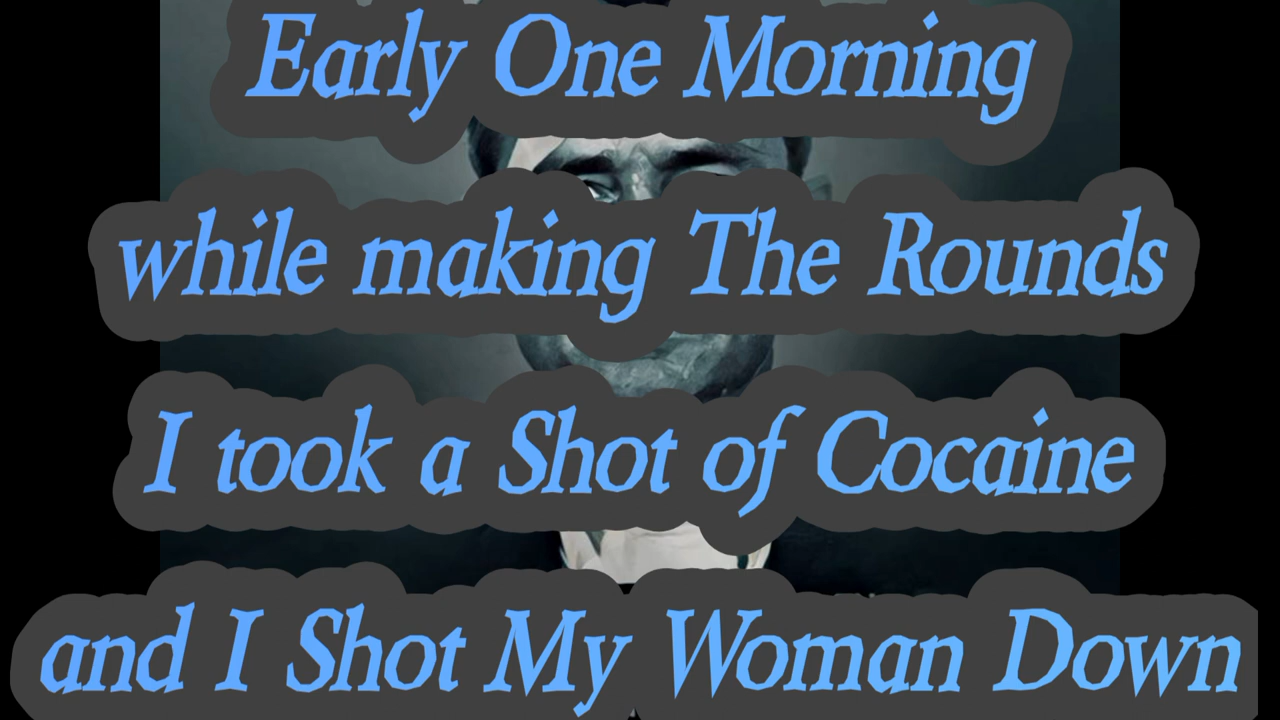 Early One Morning
while making The Rounds
I took a Shot of Cocaine
and I Shot My Woman Down